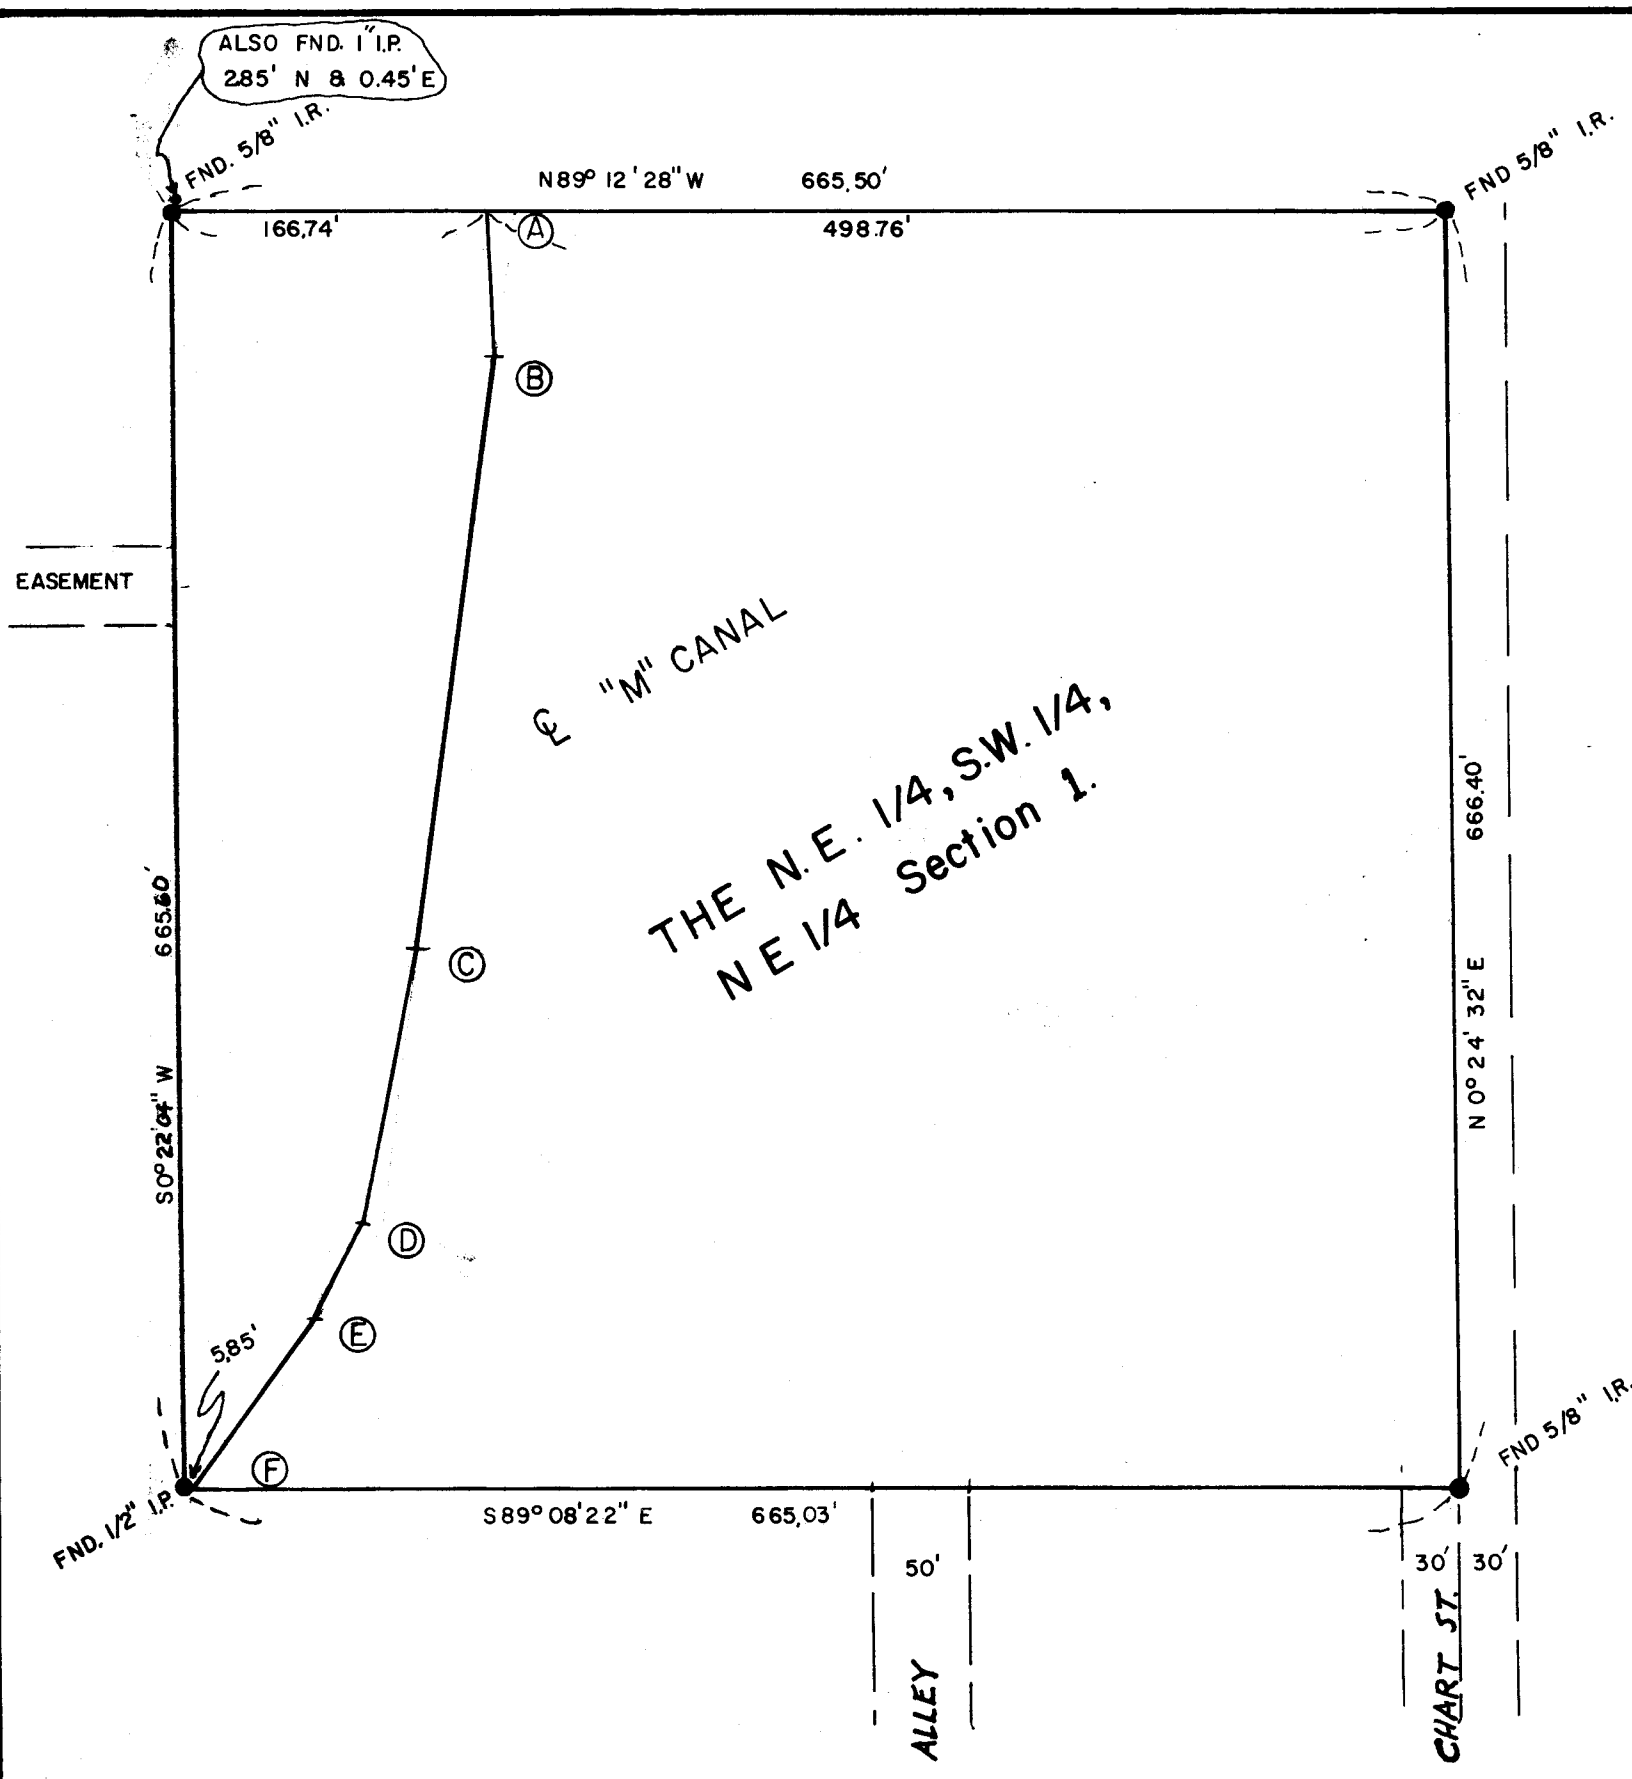 ALSO FND. 1" I.P.
2.85' N & 0.45' E
FND. 5/8" I.R.
N89° 12' 28" W 665.50'
FND 5/8" I.R.
166.74'
A
498.76'
B
EASEMENT
℄ "M" CANAL
THE N.E. 1/4, S.W. 1/4,
N E 1/4 Section 1.
666.40'
N 0° 24' 32" E
665.60'
S0° 22' 04" W
C
D
E
5.85'
F
FND. 1/2" I.P.
S89° 08' 22" E 665.03'
FND 5/8" I.R.
50'
30' 30'
ALLEY
CHART ST.